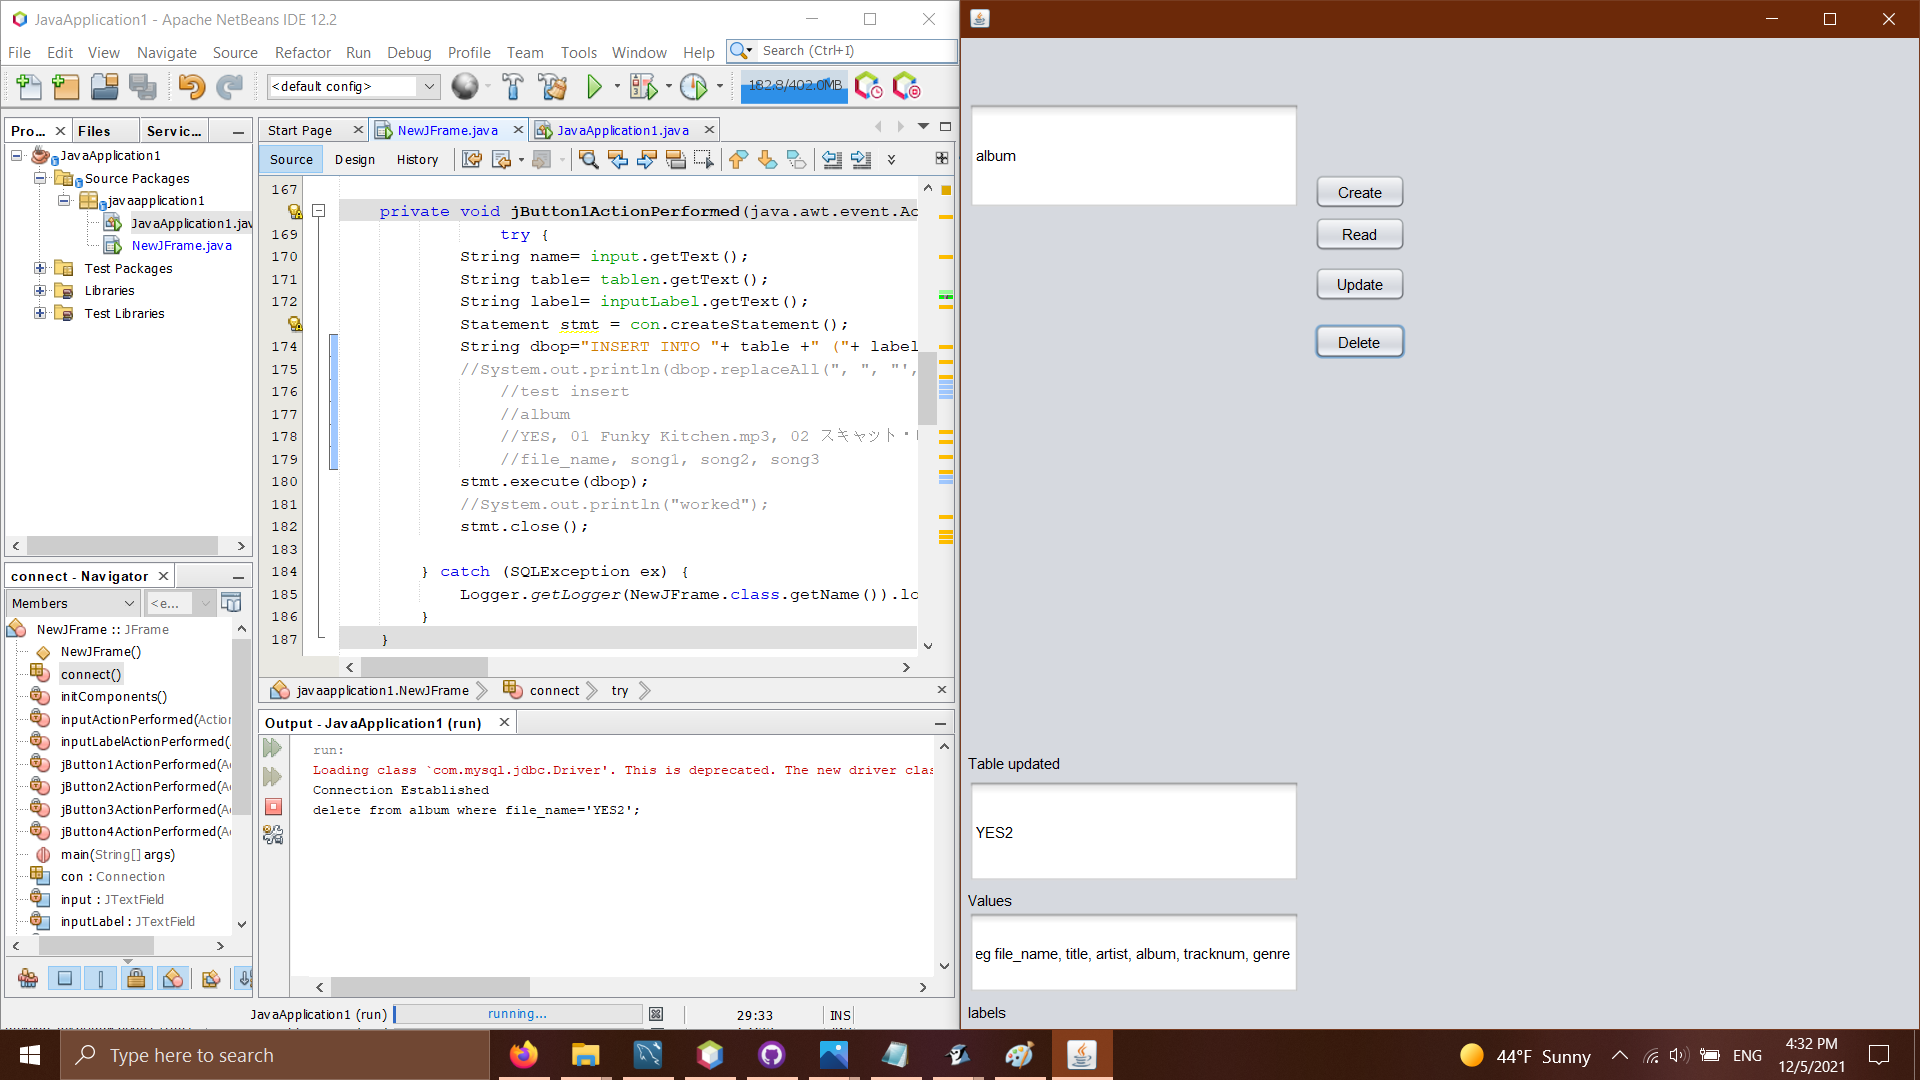 JavaApplication1 - Apache NetBeans IDE 12.2
File Edit View Navigate Source Refactor Run Debug Profile Team Tools Window Help
Search (Ctrl+I)
<default config>
182.8/402.0MB
Pro... Files Servic...
JavaApplication1
Source Packages
javaapplication1
JavaApplication1.jav
NewJFrame.java
Test Packages
Libraries
Test Libraries
Start Page NewJFrame.java JavaApplication1.java
Source Design History
167
private void jButton1ActionPerformed(java.awt.event.Ac
169 try {
170 String name= input.getText();
171 String table= tablen.getText();
172 String label= inputLabel.getText();
Statement stmt = con.createStatement();
174 String dbop="INSERT INTO "+ table +" ("+ label
175 //System.out.println(dbop.replaceAll(", ", "',
176 //test insert
177 //album
178 //YES, 01 Funky Kitchen.mp3, 02 スキャット・
179 //file_name, song1, song2, song3
180 stmt.execute(dbop);
181 //System.out.println("worked");
182 stmt.close();
183
184 } catch (SQLException ex) {
185 Logger.getLogger(NewJFrame.class.getName()).lo
186 }
187 }
javaapplication1.NewJFrame connect try
connect - Navigator
Members <e...
NewJFrame :: JFrame
NewJFrame()
connect()
initComponents()
inputActionPerformed(Action
inputLabelActionPerformed(
jButton1ActionPerformed(A
jButton2ActionPerformed(A
jButton3ActionPerformed(A
jButton4ActionPerformed(A
main(String[] args)
con : Connection
input : JTextField
inputLabel : JTextField
Output - JavaApplication1 (run)
run:
Loading class `com.mysql.jdbc.Driver'. This is deprecated. The new driver clas
Connection Established
delete from album where file_name='YES2';
JavaApplication1 (run) running... 29:33 INS
album
Create
Read
Update
Delete
Table updated
YES2
Values
eg file_name, title, artist, album, tracknum, genre
labels
Type here to search
44°F Sunny
ENG
4:32 PM
12/5/2021